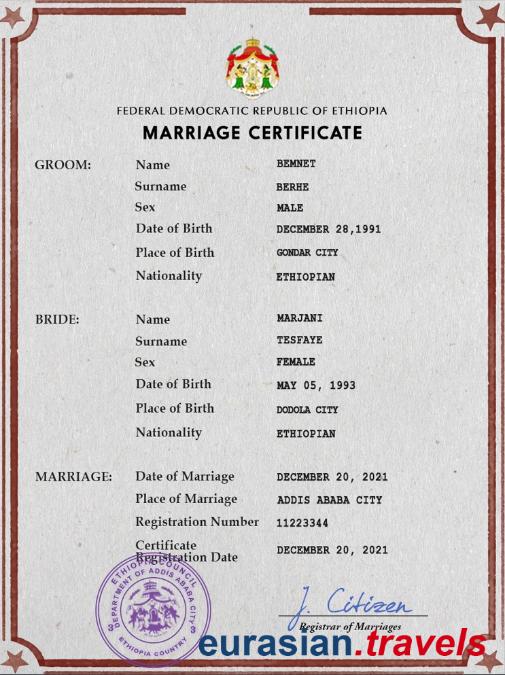 FEDERAL DEMOCRATIC REPUBLIC OF ETHIOPIA
MARRIAGE CERTIFICATE
GROOM: Name BEMNET
Surname BERHE
Sex MALE
Date of Birth DECEMBER 28,1991
Place of Birth GONDAR CITY
Nationality ETHIOPIAN
BRIDE: Name MARJANI
Surname TESFAYE
Sex FEMALE
Date of Birth MAY 05, 1993
Place of Birth DODOLA CITY
Nationality ETHIOPIAN
MARRIAGE: Date of Marriage DECEMBER 20, 2021
Place of Marriage ADDIS ABABA CITY
Registration Number 11223344
Certificate
Registration Date DECEMBER 20, 2021
ETHIOPIA COUNCIL
DEPARTMENT OF ADDIS ABABA CITY
3 3
ETHIOPIA COUNTRY
J. Citizen
Registrar of Marriages
eurasian.travels